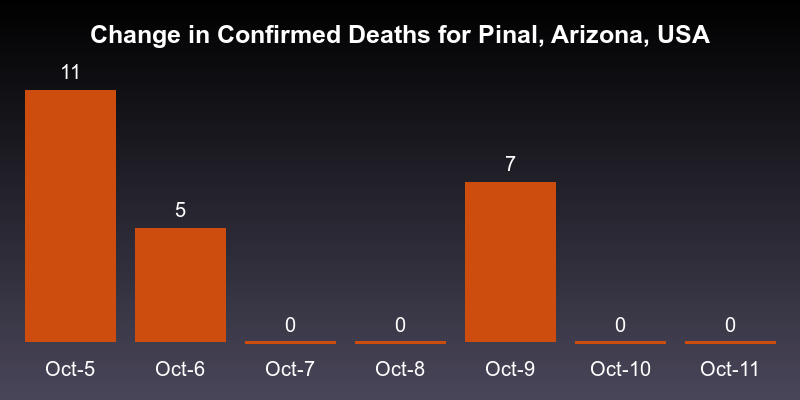 Change in Confirmed Deaths for Pinal, Arizona, USA
11
5
0
0
7
0
0
Oct-5
Oct-6
Oct-7
Oct-8
Oct-9
Oct-10
Oct-11